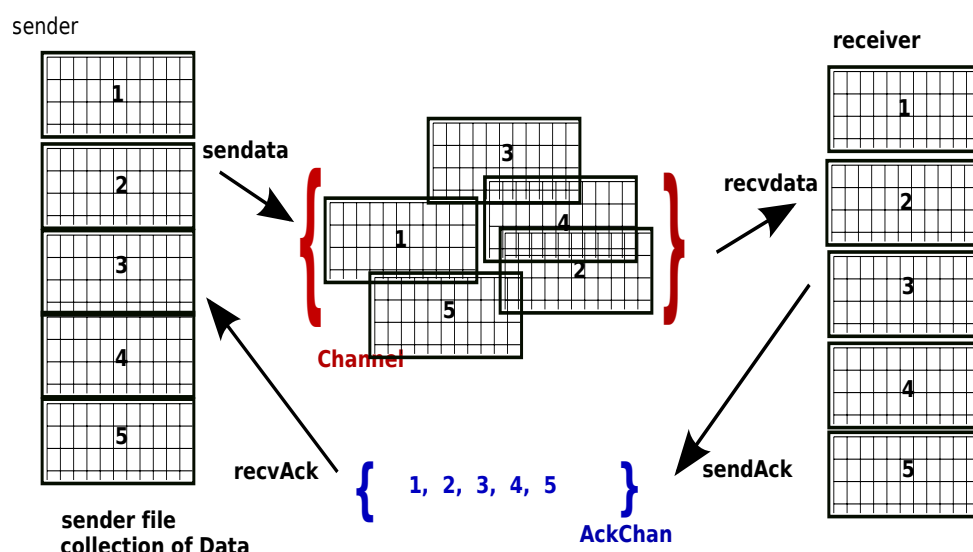 sender
1
2
3
4
5
sender file
collection of Data
sendata
{
3
1
4
2
5
}
Channel
recvdata
receiver
1
2
3
4
5
recvAck
{ 1, 2, 3, 4, 5 }
AckChan
sendAck